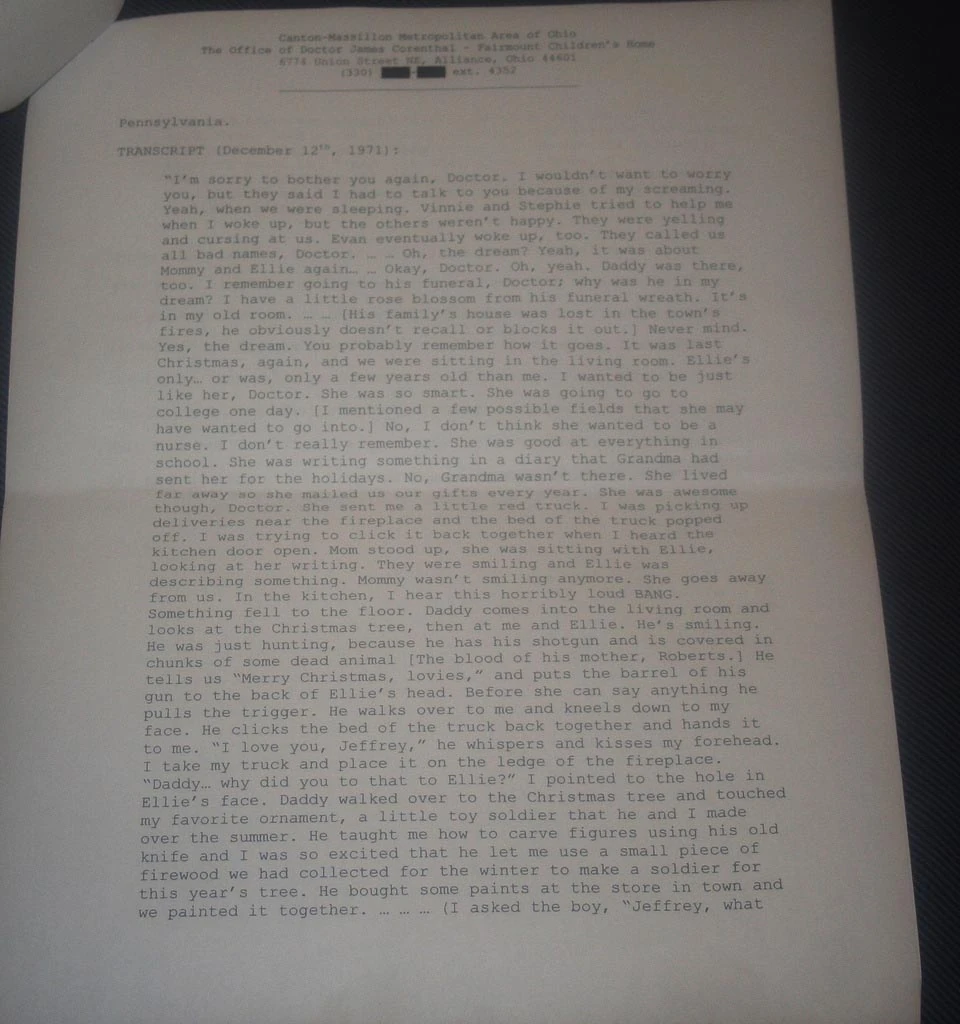 Canton-Massillon Metropolitan Area of Ohio
The Office of Doctor James Corenthal - Fairmount Children's Home
6774 Union Street NE, Alliance, Ohio 44601
(330) - ext. 4352
Pennsylvania.
TRANSCRIPT (December 12th, 1971):
"I'm sorry to bother you again, Doctor. I wouldn't want to worry
you, but they said I had to talk to you because of my screaming.
Yeah, when we were sleeping. Vinnie and Stephie tried to help me
when I woke up, but the others weren't happy. They were yelling
and cursing at us. Evan eventually woke up, too. They called us
all bad names, Doctor. … … Oh, the dream? Yeah, it was about
Mommy and Ellie again… … Okay, Doctor. Oh, yeah. Daddy was there,
too. I remember going to his funeral, Doctor; why was he in my
dream? I have a little rose blossom from his funeral wreath. It's
in my old room. … … [His family's house was lost in the town's
fires, he obviously doesn't recall or blocks it out.] Never mind.
Yes, the dream. You probably remember how it goes. It was last
Christmas, again, and we were sitting in the living room. Ellie's
only… or was, only a few years old than me. I wanted to be just
like her, Doctor. She was so smart. She was going to go to
college one day. [I mentioned a few possible fields that she may
have wanted to go into.] No, I don't think she wanted to be a
nurse. I don't really remember. She was good at everything in
school. She was writing something in a diary that Grandma had
sent her for the holidays. No, Grandma wasn't there. She lived
far away so she mailed us our gifts every year. She was awesome
though, Doctor. She sent me a little red truck. I was picking up
deliveries near the fireplace and the bed of the truck popped
off. I was trying to click it back together when I heard the
kitchen door open. Mom stood up, she was sitting with Ellie,
looking at her writing. They were smiling and Ellie was
describing something. Mommy wasn't smiling anymore. She goes away
from us. In the kitchen, I hear this horribly loud BANG.
Something fell to the floor. Daddy comes into the living room and
looks at the Christmas tree, then at me and Ellie. He's smiling.
He was just hunting, because he has his shotgun and is covered in
chunks of some dead animal [The blood of his mother, Roberts.] He
tells us "Merry Christmas, lovies," and puts the barrel of his
gun to the back of Ellie's head. Before she can say anything he
pulls the trigger. He walks over to me and kneels down to my
face. He clicks the bed of the truck back together and hands it
to me. "I love you, Jeffrey," he whispers and kisses my forehead.
I take my truck and place it on the ledge of the fireplace.
"Daddy… why did you to that to Ellie?" I pointed to the hole in
Ellie's face. Daddy walked over to the Christmas tree and touched
my favorite ornament, a little toy soldier that he and I made
over the summer. He taught me how to carve figures using his old
knife and I was so excited that he let me use a small piece of
firewood we had collected for the winter to make a soldier for
this year's tree. He bought some paints at the store in town and
we painted it together. … … … (I asked the boy, "Jeffrey, what